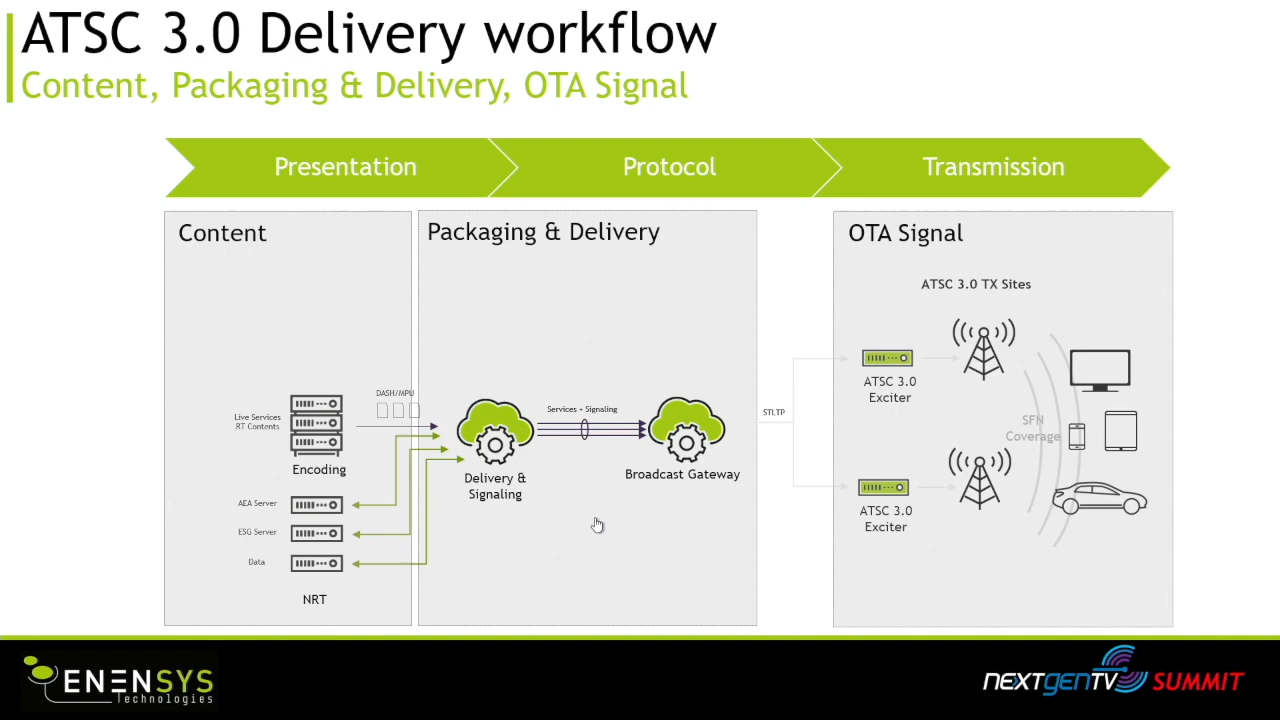 ATSC 3.0 Delivery workflow
Content, Packaging & Delivery, OTA Signal
Presentation
Protocol
Transmission
Content
Packaging & Delivery
OTA Signal
ATSC 3.0 TX Sites
DASH/MPU
Live Services
RT Contents
Encoding
AEA Server
ESG Server
Data
NRT
Services + Signaling
Delivery &
Signaling
Broadcast Gateway
STLTP
ATSC 3.0
Exciter
SFN
Coverage
ATSC 3.0
Exciter
ENENSYS
Technologies
NEXTGENTV SUMMIT